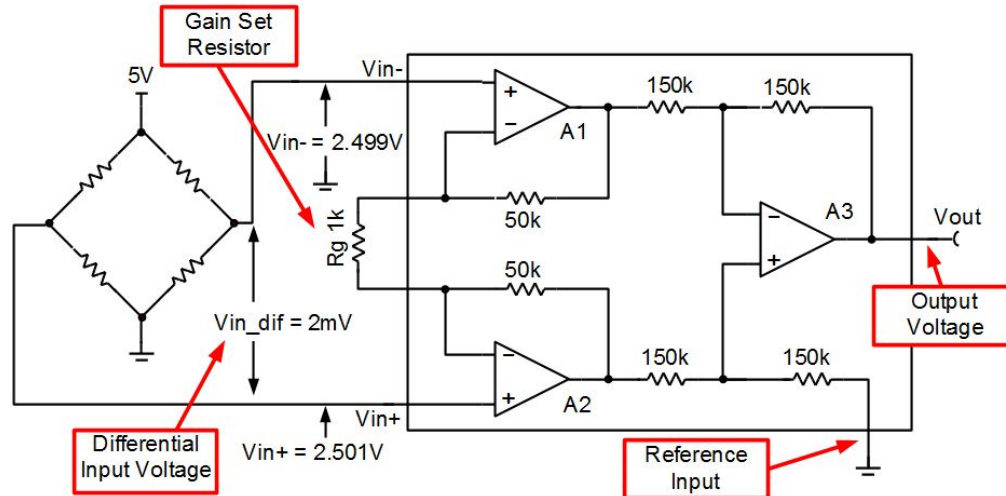 Gain Set
Resistor
5V
Vin-
150k
150k
A1
Vin- = 2.499V
50k
Rg 1k
A3
Vout
50k
Vin_dif = 2mV
Output
Voltage
150k
150k
A2
Vin+
Differential
Input Voltage
Vin+ = 2.501V
Reference
Input